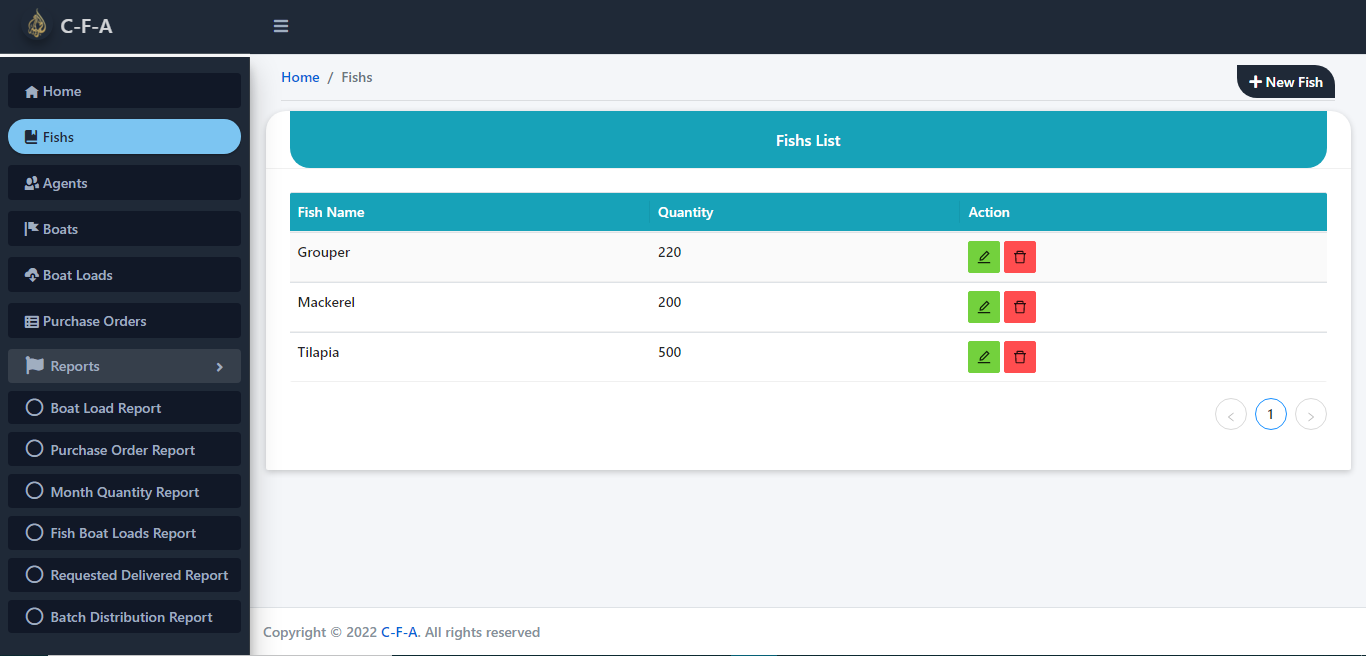 C-F-A
Home
Fishs
Agents
Boats
Boat Loads
Purchase Orders
Reports
Boat Load Report
Purchase Order Report
Month Quantity Report
Fish Boat Loads Report
Requested Delivered Report
Batch Distribution Report
Home / Fishs
New Fish
Fishs List
Fish Name Quantity Action
Grouper 220
Mackerel 200
Tilapia 500
< 1 >
Copyright © 2022 C-F-A. All rights reserved